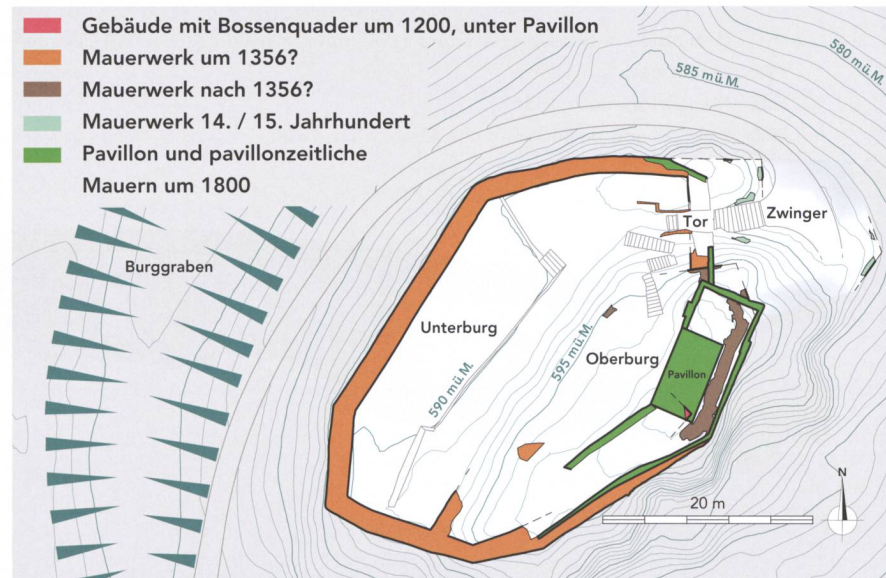 Gebäude mit Bossenquader um 1200, unter Pavillon
Mauerwerk um 1356?
Mauerwerk nach 1356?
Mauerwerk 14. / 15. Jahrhundert
Pavillon und pavillonzeitliche
Mauern um 1800
580 mü.M.
585 mü.M.
Zwinger
Tor
Burggraben
Unterburg
Oberburg
595 mü.M.
590 mü.M.
Pavillon
N
20 m